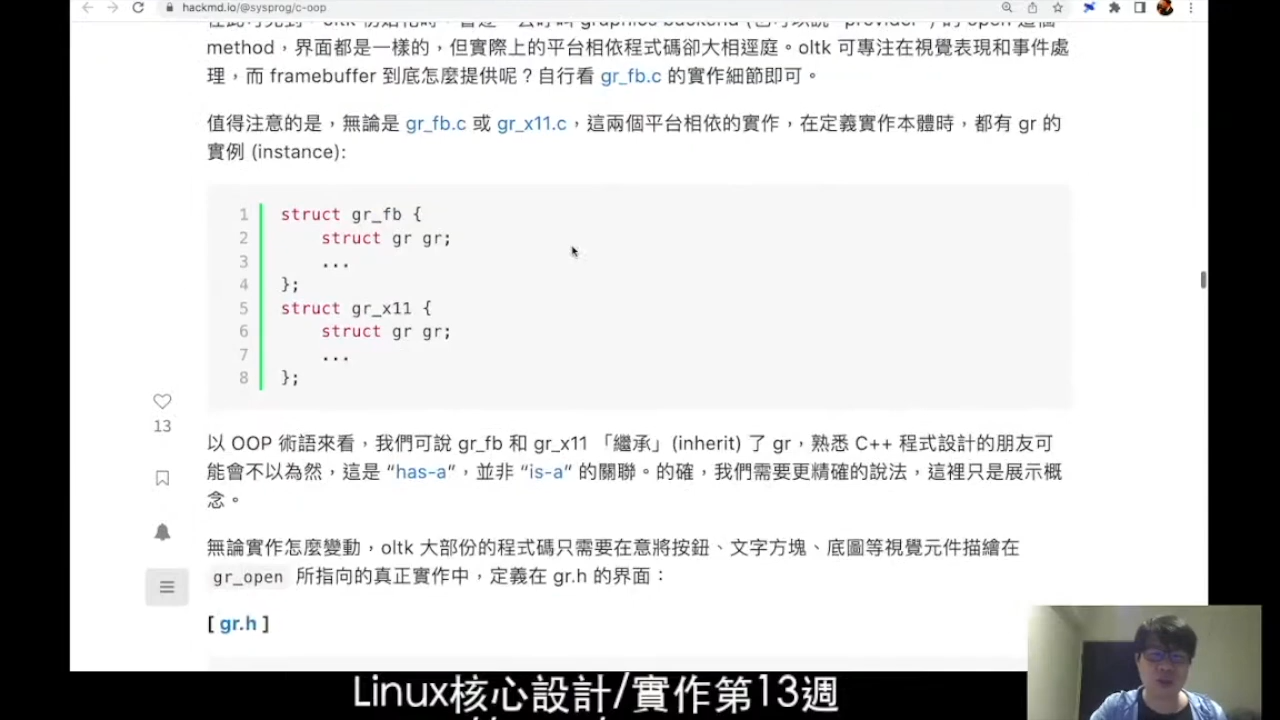 hackmd.io/@sysprog/c-oop
method，界面都是一樣的，但實際上的平台相依程式碼卻大相逕庭。oltk 可專注在視覺表現和事件處
理，而 framebuffer 到底怎麼提供呢？自行看 gr_fb.c 的實作細節即可。
值得注意的是，無論是 gr_fb.c 或 gr_x11.c，這兩個平台相依的實作，在定義實作本體時，都有 gr 的
實例 (instance):
1 struct gr_fb {
2 struct gr gr;
3 ...
4 };
5 struct gr_x11 {
6 struct gr gr;
7 ...
8 };
13
以 OOP 術語來看，我們可說 gr_fb 和 gr_x11 「繼承」(inherit) 了 gr，熟悉 C++ 程式設計的朋友可
能會不以為然，這是 “has-a”，並非 “is-a” 的關聯。的確，我們需要更精確的說法，這裡只是展示概
念。
無論實作怎麼變動，oltk 大部份的程式碼只需要在意將按鈕、文字方塊、底圖等視覺元件描繪在
gr_open 所指向的真正實作中，定義在 gr.h 的界面：
[ gr.h ]
Linux核心設計/實作第13週